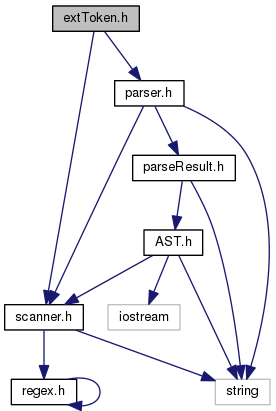 extToken.h
parser.h
parseResult.h
AST.h
scanner.h
iostream
regex.h
string